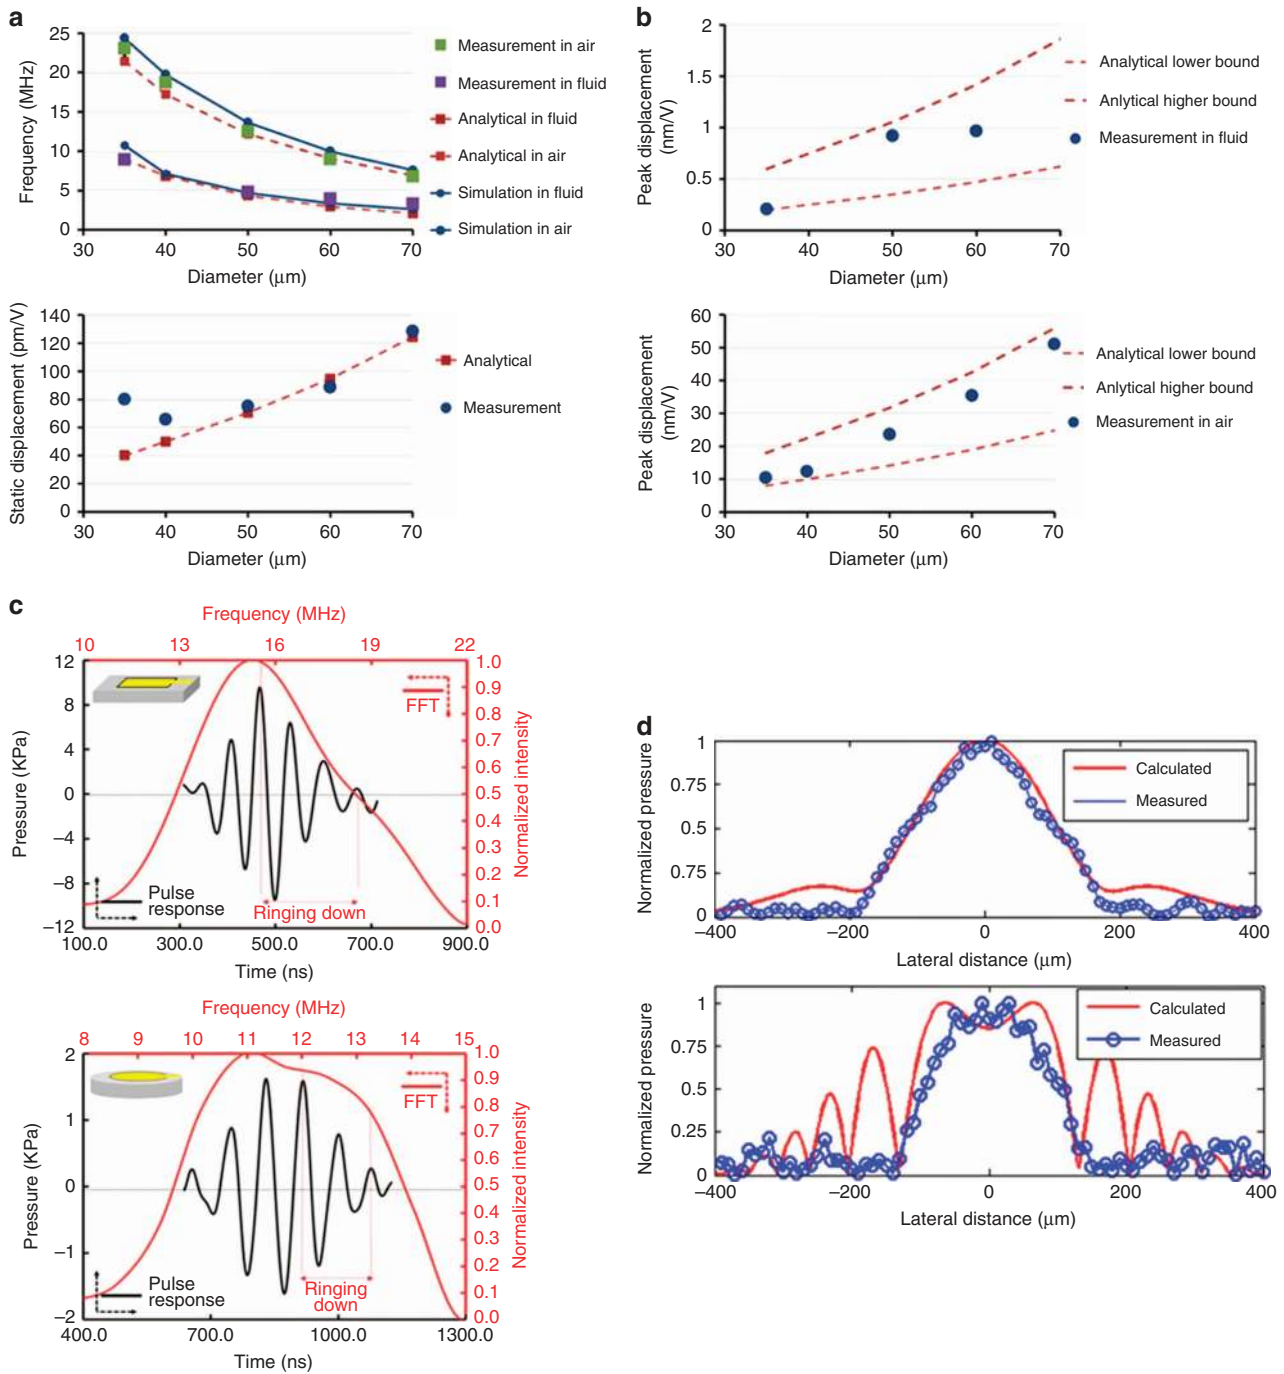 a
25
20
15
10
5
0
Frequency (MHz)
30 40 50 60 70
Diameter (μm)
Measurement in air
Measurement in fluid
Analytical in fluid
Analytical in air
Simulation in fluid
Simulation in air
140
120
100
80
60
40
20
0
Static displacement (pm/V)
30 40 50 60 70
Diameter (μm)
Analytical
Measurement
b
2
1.5
1
0.5
0
Peak displacement
(nm/V)
30 40 50 60 70
Diameter (μm)
Analytical lower bound
Anlytical higher bound
Measurement in fluid
60
50
40
30
20
10
0
Peak displacement
(nm/V)
30 40 50 60 70
Diameter (μm)
Analytical lower bound
Anlytical higher bound
Measurement in air
c
Frequency (MHz)
10 13 16 19 22
12
8
4
0
−4
−8
−12
Pressure (KPa)
1.0
0.9
0.8
0.7
0.6
0.5
0.4
0.3
0.2
0.1
0.0
Normalized intensity
FFT
Pulse
response
Ringing down
100.0 300.0 500.0 700.0 900.0
Time (ns)
Frequency (MHz)
8 9 10 11 12 13 14 15
2
1
0
−1
−2
Pressure (KPa)
1.0
0.9
0.8
0.7
0.6
0.5
0.4
0.3
0.2
0.1
0.0
Normalized intensity
FFT
Pulse
response
Ringing
down
400.0 700.0 1000.0 1300.0
Time (ns)
d
1
0.75
0.5
0.75
0
Normalized pressure
Calculated
Measured
−400 −200 0 200 400
Lateral distance (μm)
1
0.75
0.5
0.25
0
Normalized pressure
Calculated
Measured
−400 −200 0 200 400
Lateral distance (μm)